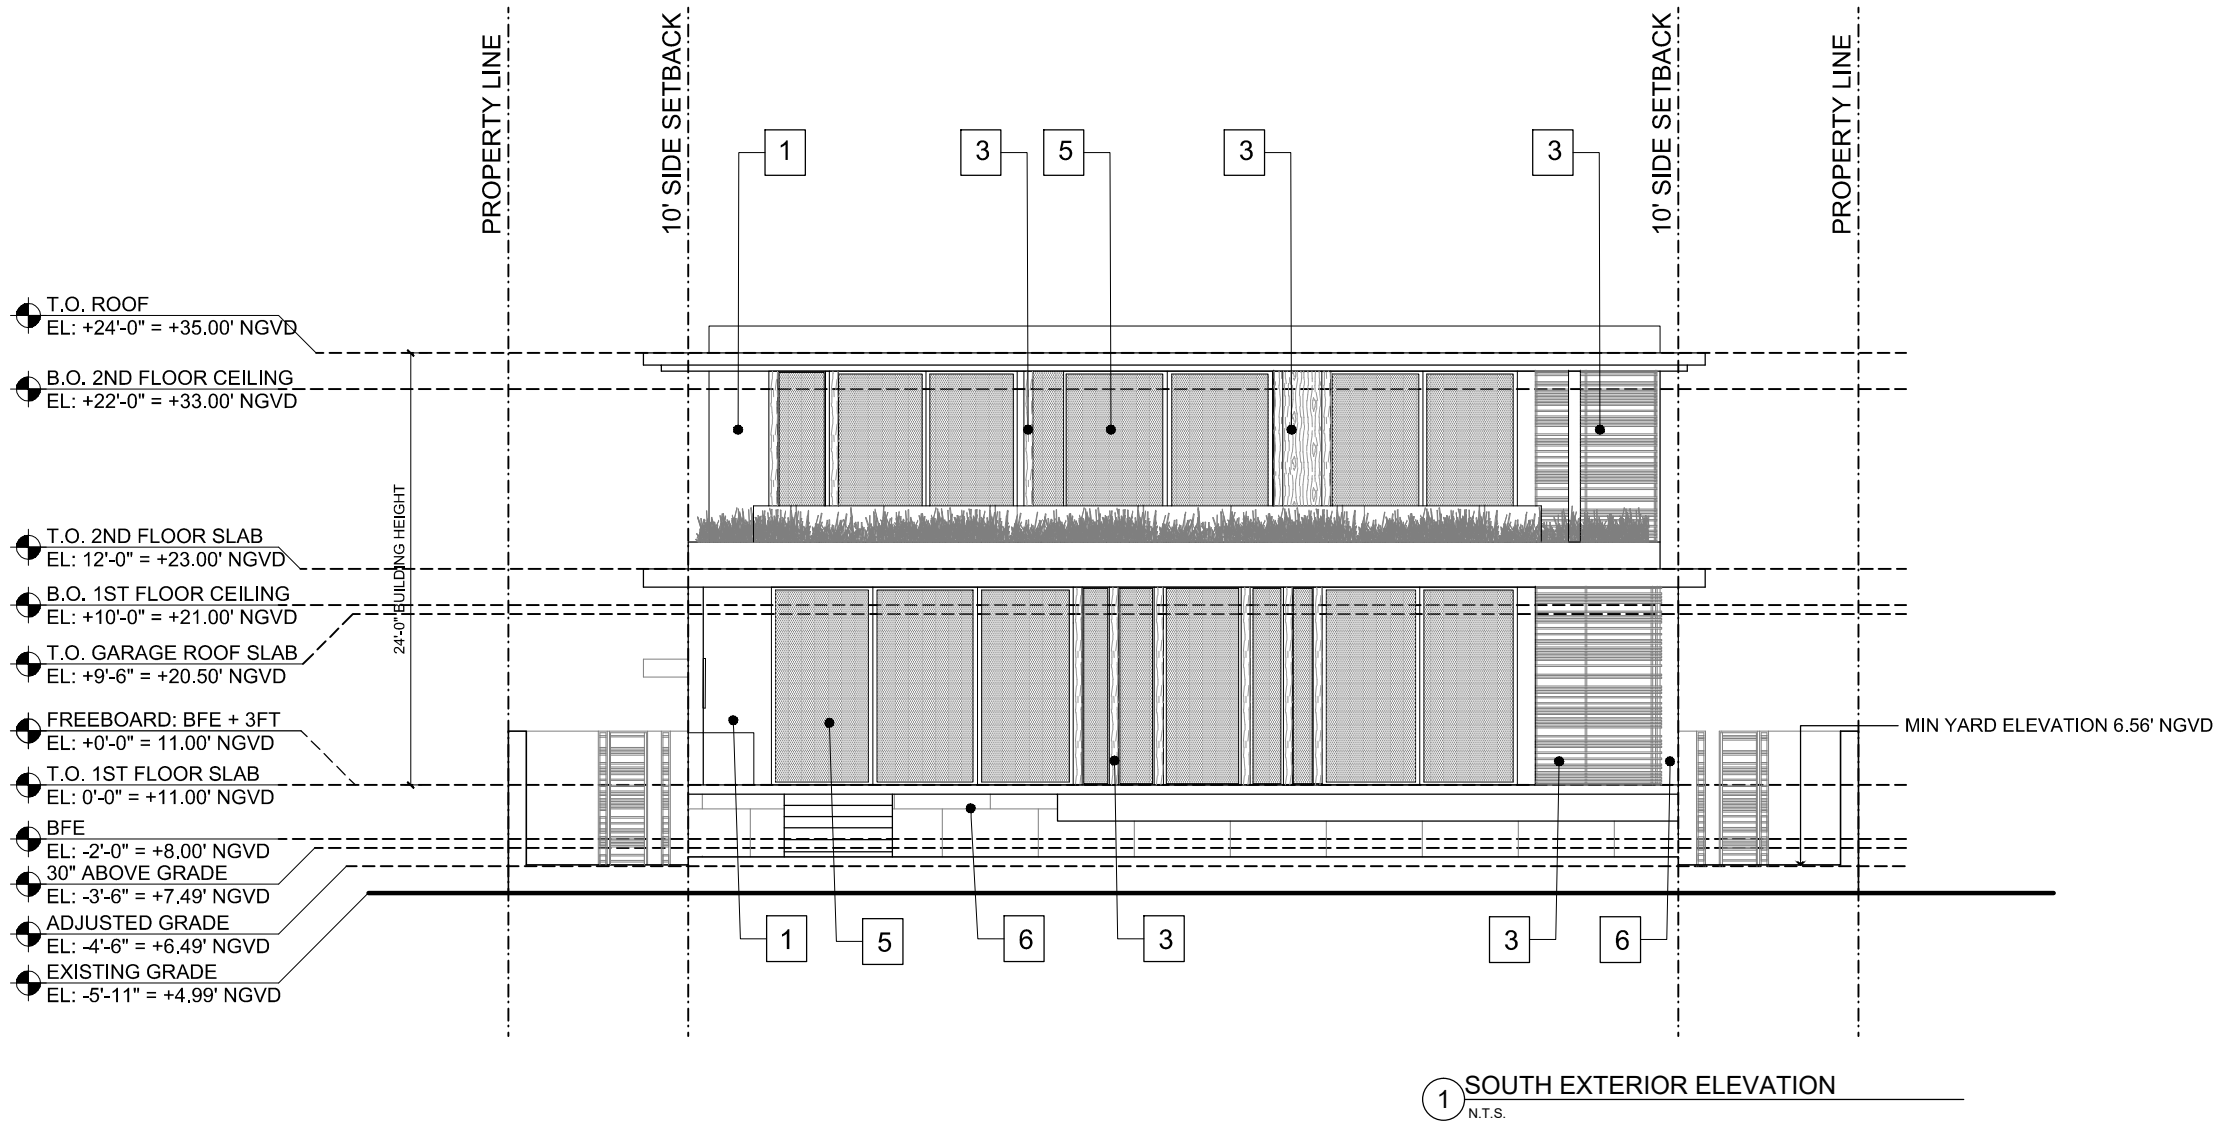 PROPERTY LINE
10' SIDE SETBACK
10' SIDE SETBACK
PROPERTY LINE
1
3
5
3
3
T.O. ROOF
EL: +24'-0" = +35.00' NGVD
B.O. 2ND FLOOR CEILING
EL: +22'-0" = +33.00' NGVD
24'-0" BUILDING HEIGHT
T.O. 2ND FLOOR SLAB
EL: 12'-0" = +23.00' NGVD
B.O. 1ST FLOOR CEILING
EL: +10'-0" = +21.00' NGVD
T.O. GARAGE ROOF SLAB
EL: +9'-6" = +20.50' NGVD
FREEBOARD: BFE + 3FT
EL: +0'-0" = 11.00' NGVD
MIN YARD ELEVATION 6.56' NGVD
T.O. 1ST FLOOR SLAB
EL: 0'-0" = +11.00' NGVD
BFE
EL: -2'-0" = +8.00' NGVD
30" ABOVE GRADE
EL: -3'-6" = +7.49' NGVD
ADJUSTED GRADE
EL: -4'-6" = +6.49' NGVD
EXISTING GRADE
EL: -5'-11" = +4.99' NGVD
1
5
6
3
3
6
1
SOUTH EXTERIOR ELEVATION
N.T.S.